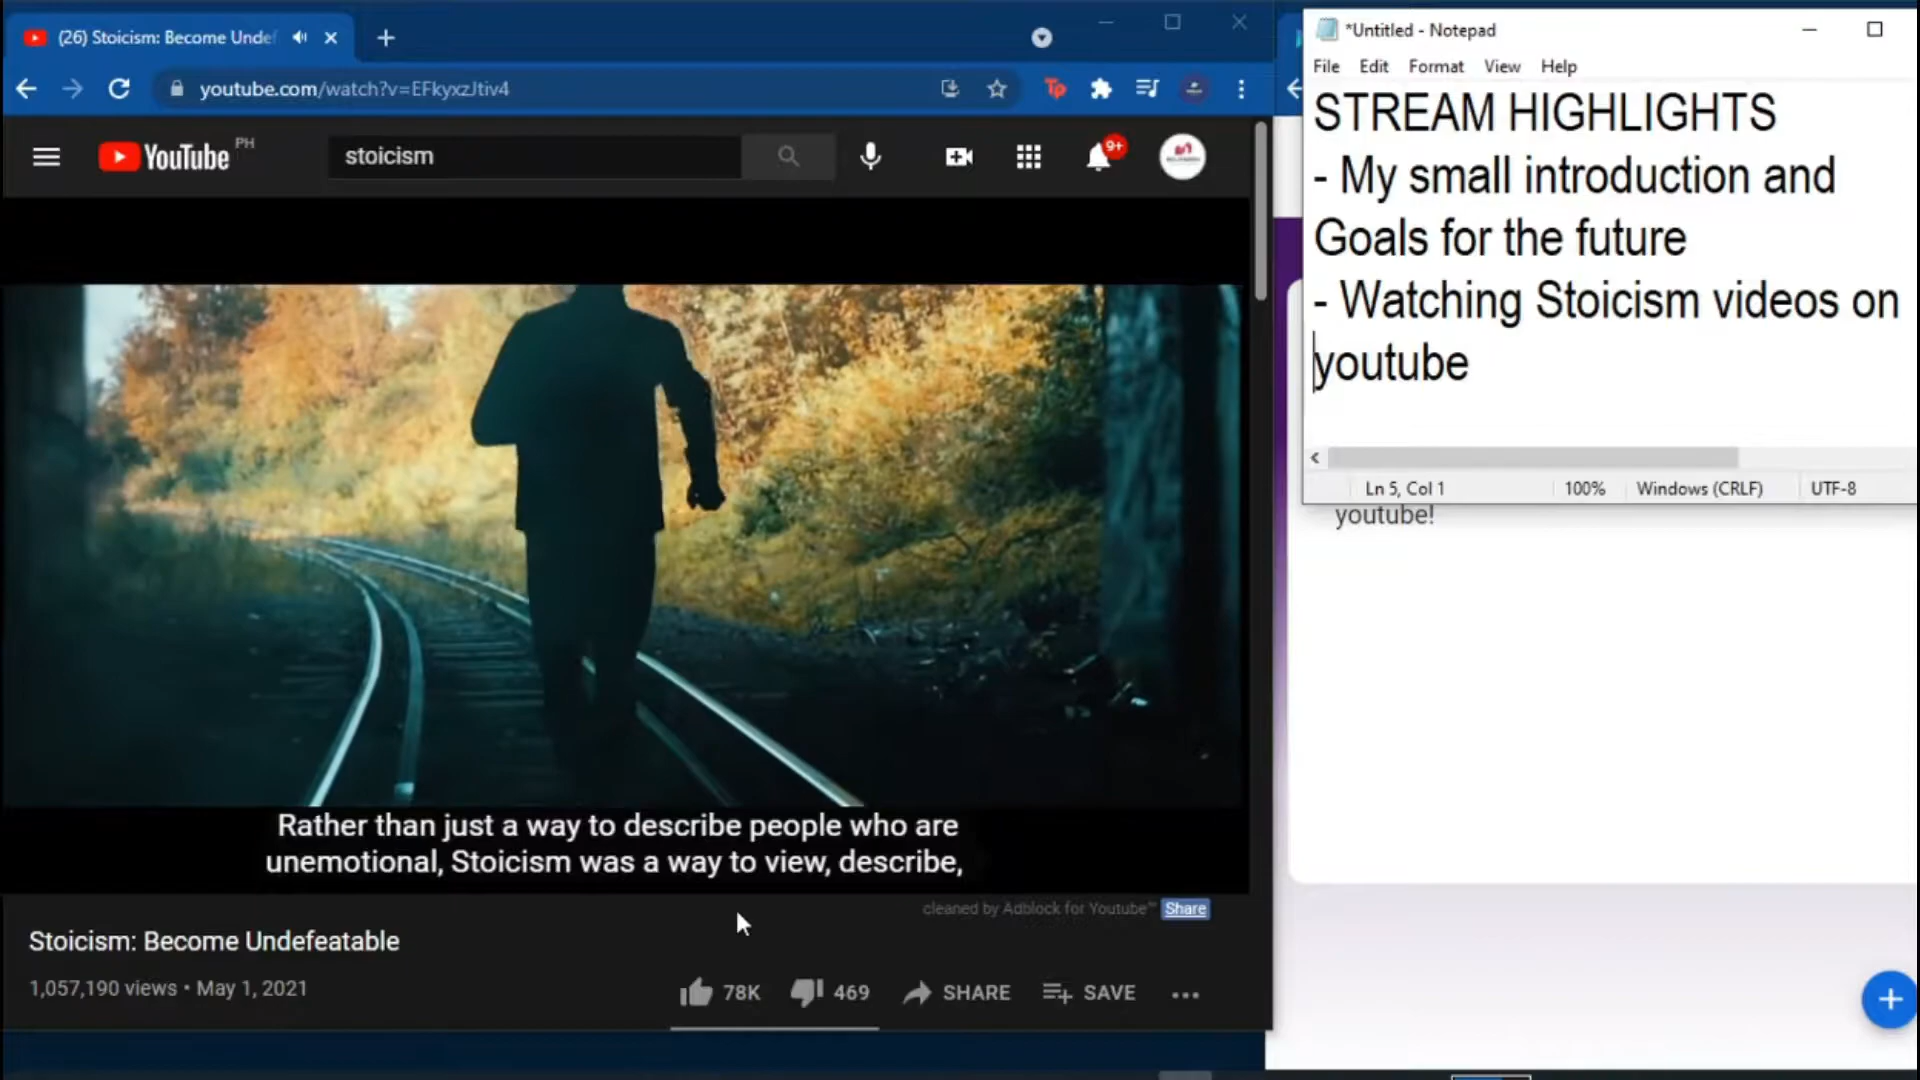 (26) Stoicism: Become Undef
youtube.com/watch?v=EFkyxzJtiv4
Tp
YouTube PH
stoicism
9+
Rather than just a way to describe people who are
unemotional, Stoicism was a way to view, describe,
cleaned by Adblock for Youtube™ Share
Stoicism: Become Undefeatable
1,057,190 views • May 1, 2021
78K 469 SHARE SAVE
*Untitled - Notepad
File Edit Format View Help
STREAM HIGHLIGHTS
- My small introduction and
Goals for the future
- Watching Stoicism videos on
youtube
Ln 5, Col 1 100% Windows (CRLF) UTF-8
youtube!